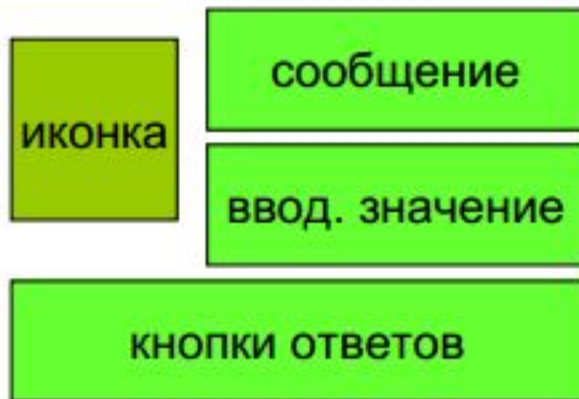 сообщение
иконка
ввод. значение
кнопки ответов